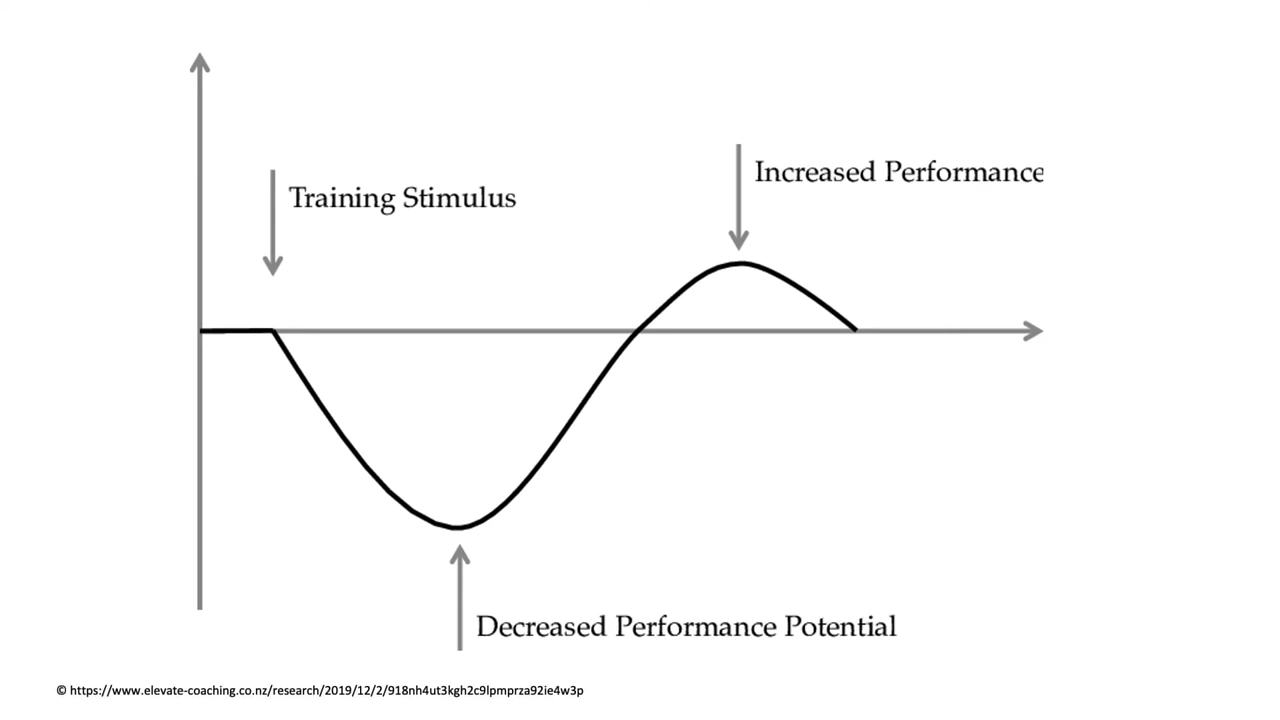 Increased Performance
Training Stimulus
Decreased Performance Potential
© https://www.elevate-coaching.co.nz/research/2019/12/2/918nh4ut3kgh2c9lpmprza92ie4w3p